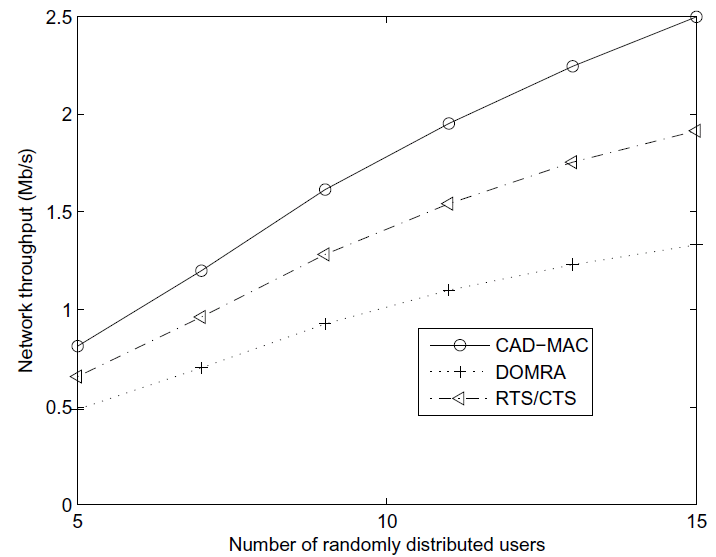 2.5
2
1.5
1
0.5
0
5
10
15
Network throughput (Mb/s)
Number of randomly distributed users
CAD−MAC
DOMRA
RTS/CTS